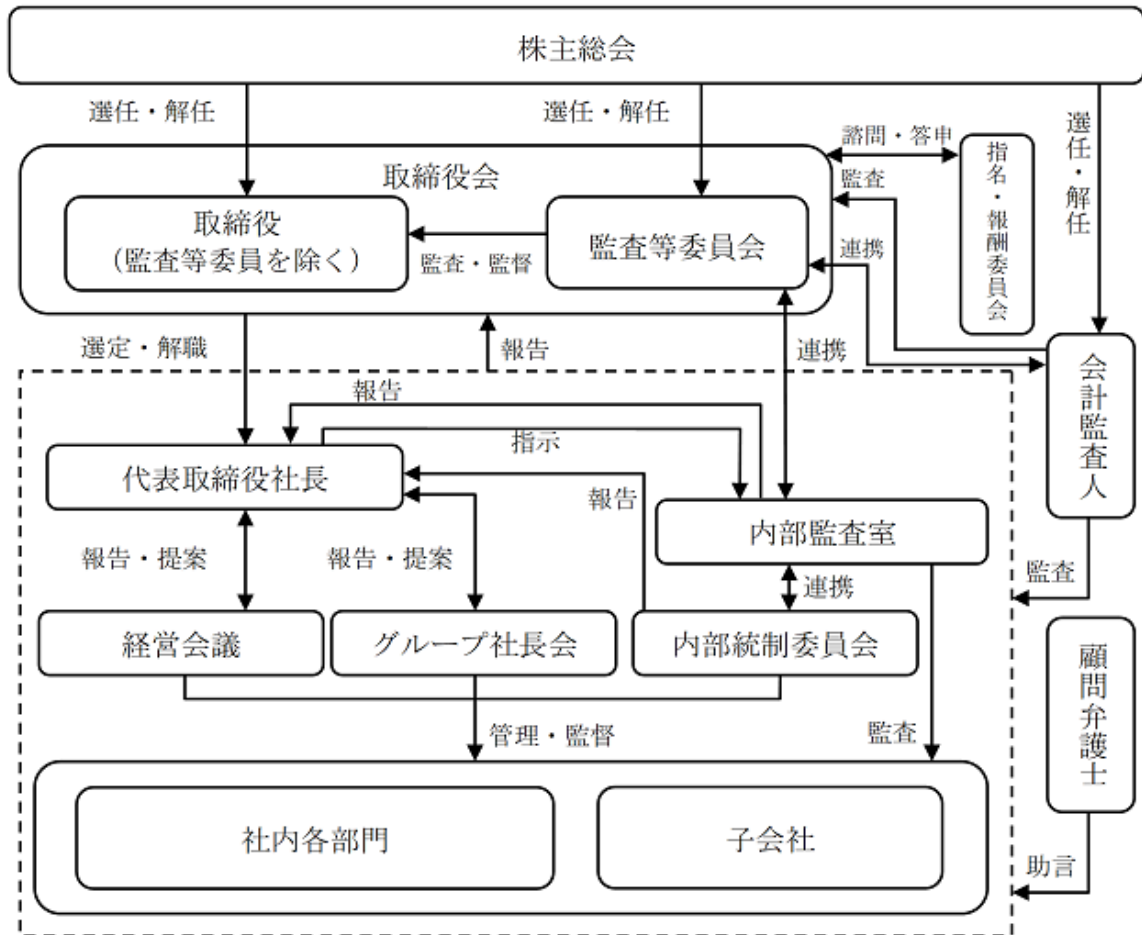 株主総会
選任・解任
選任・解任
選任・解任
諮問・答申
指名・報酬委員会
取締役会
監査
取締役
（監査等委員を除く）
監査・監督
監査等委員会
連携
選定・解職
報告
連携
会計監査人
報告
指示
代表取締役社長
報告
内部監査室
報告・提案
報告・提案
連携
監査
経営会議
グループ社長会
内部統制委員会
顧問弁護士
管理・監督
監査
社内各部門
子会社
助言